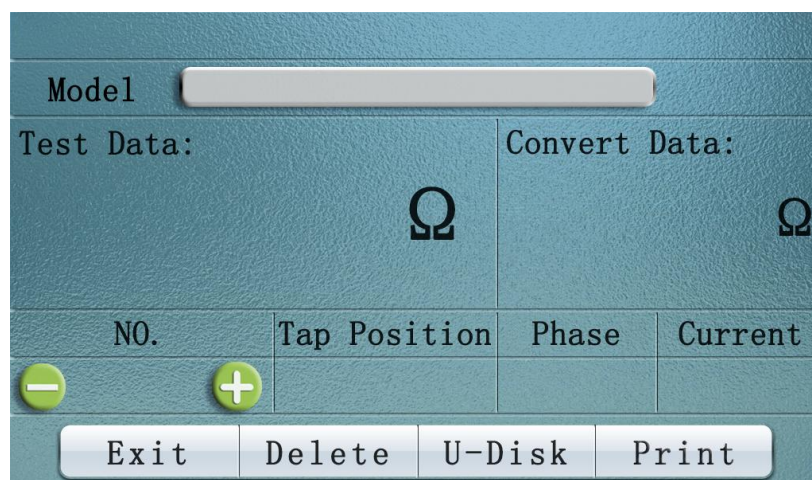 Model
Test Data: Convert Data:
Ω Ω
NO. Tap Position Phase Current
Exit Delete U-Disk Print